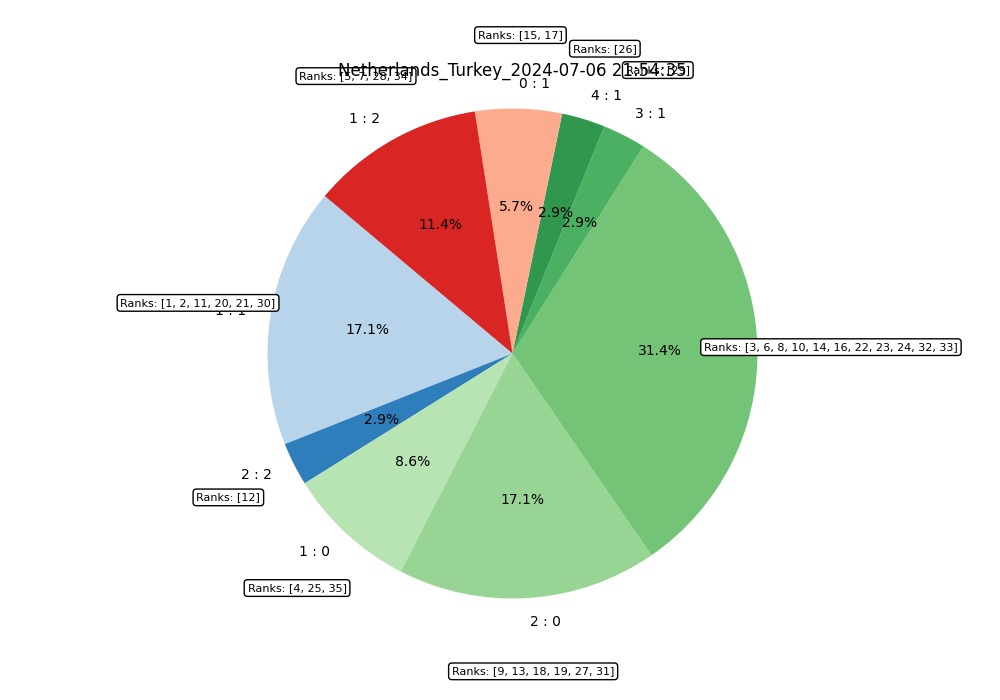 Ranks: [15, 17]
Ranks: [26]
Netherlands_Turkey_2024-07-06 21:54:35
Ranks: [5, 7, 28, 34]
0 : 1
4 : 1
3 : 1
1 : 2
5.7%
2.9%
2.9%
11.4%
Ranks: [1, 2, 11, 20, 21, 30]
1 : 1
17.1%
31.4%
Ranks: [3, 6, 8, 10, 14, 16, 22, 23, 24, 32, 33]
2.9%
8.6%
2 : 2
Ranks: [12]
17.1%
1 : 0
Ranks: [4, 25, 35]
2 : 0
Ranks: [9, 13, 18, 19, 27, 31]